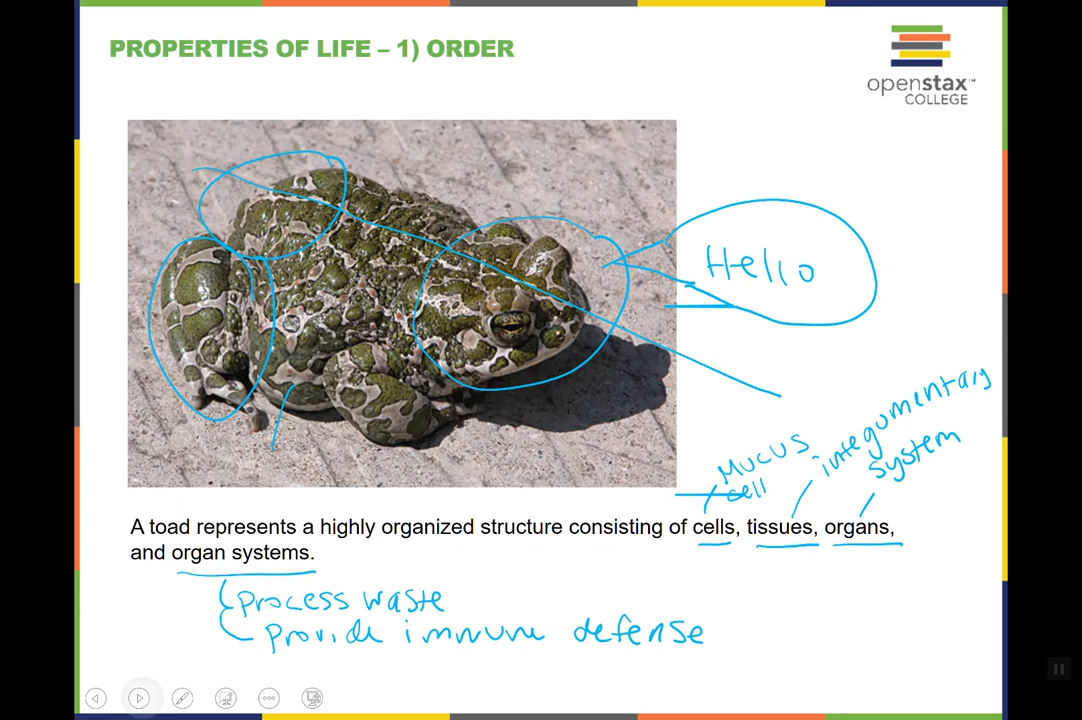 PROPERTIES OF LIFE – 1) ORDER
openstax™
COLLEGE
Hello
Mucus
cell
integumentary
system
A toad represents a highly organized structure consisting of cells, tissues, organs,
and organ systems.
process waste
provide immune defense